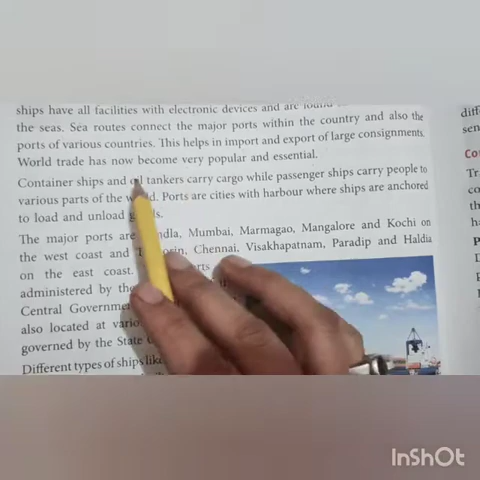 ships have all facilities with electronic devices and are found
the seas. Sea routes connect the major ports within the country and also the
ports of various countries. This helps in import and export of large consignments.
World trade has now become very popular and essential.
Container ships and oil tankers carry cargo while passenger ships carry people to
various parts of the world. Ports are cities with harbour where ships are anchored
to load and unload
The major ports are Mumbai, Marmagao, Mangalore and Kochi on
the west coast and Chennai, Visakhapatnam, Paradip and Haldia
on the east coast.
administered by the
Central
also located at
governed by the State
Different types of ships like
InShOt